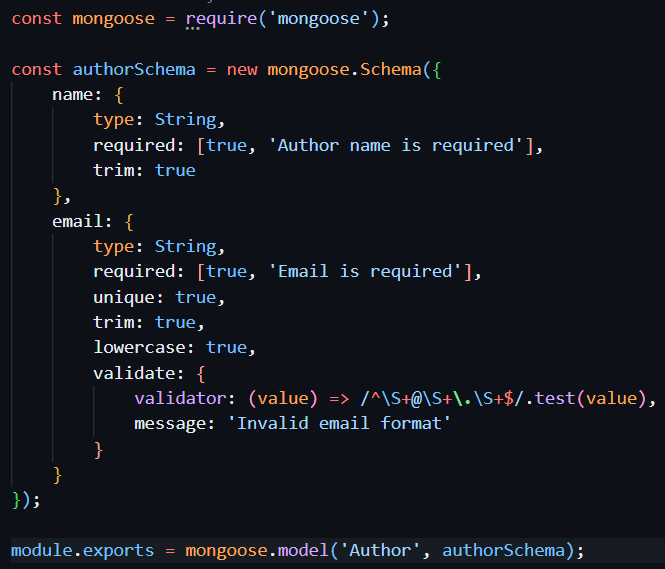 const mongoose = require('mongoose');
const authorSchema = new mongoose.Schema({
    name: {
        type: String,
        required: [true, 'Author name is required'],
        trim: true
    },
    email: {
        type: String,
        required: [true, 'Email is required'],
        unique: true,
        trim: true,
        lowercase: true,
        validate: {
            validator: (value) => /^\S+@\S+\.\S+$/.test(value),
            message: 'Invalid email format'
        }
    }
});
module.exports = mongoose.model('Author', authorSchema);